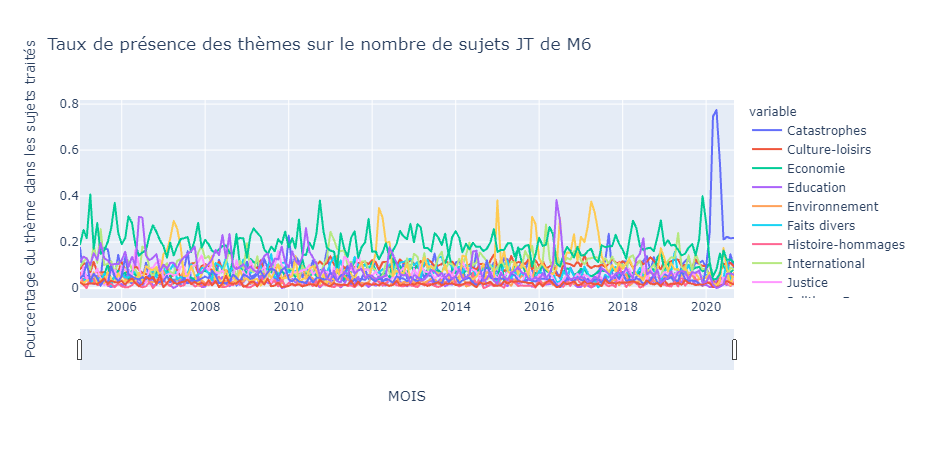 Taux de présence des thèmes sur le nombre de sujets JT de M6
Pourcentage du thème dans les sujets traités
0.8
0.6
0.4
0.2
0
2006
2008
2010
2012
2014
2016
2018
2020
MOIS
variable
Catastrophes
Culture-loisirs
Economie
Education
Environnement
Faits divers
Histoire-hommages
International
Justice